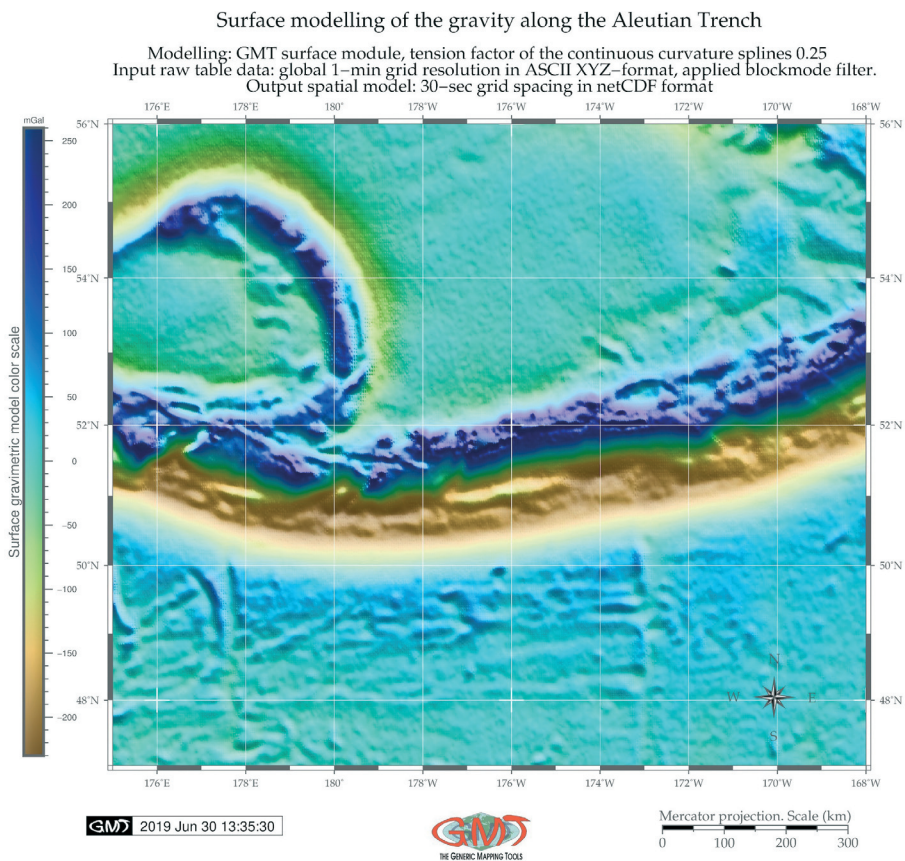 Surface modelling of the gravity along the Aleutian Trench
Modelling: GMT surface module, tension factor of the continuous curvature splines 0.25
Input raw table data: global 1−min grid resolution in ASCII XYZ−format, applied blockmode filter.
Output spatial model: 30−sec grid spacing in netCDF format
176°E 178°E 180° 178°W 176°W 174°W 172°W 170°W 168°W
mGal
56°N 56°N
250
200
150
54°N 54°N
100
50
52°N 52°N
0
−50
50°N 50°N
−100
−150
48°N 48°N
−200
Surface gravimetric model color scale
N
W E
S
176°E 178°E 180° 178°W 176°W 174°W 172°W 170°W 168°W
GMT 2019 Jun 30 13:35:30
GMT
THE GENERIC MAPPING TOOLS
Mercator projection. Scale (km)
0 100 200 300